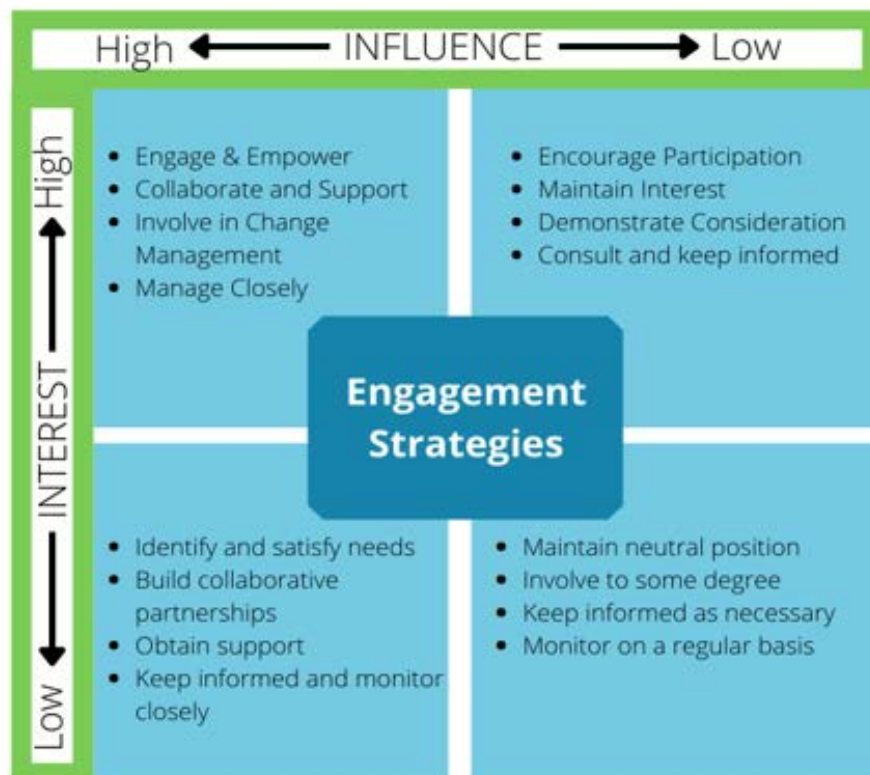 High INFLUENCE Low
High
INTEREST
Low
• Engage & Empower
• Collaborate and Support
• Involve in Change
Management
• Manage Closely
• Encourage Participation
• Maintain Interest
• Demonstrate Consideration
• Consult and keep informed
Engagement
Strategies
• Identify and satisfy needs
• Build collaborative
partnerships
• Obtain support
• Keep informed and monitor
closely
• Maintain neutral position
• Involve to some degree
• Keep informed as necessary
• Monitor on a regular basis